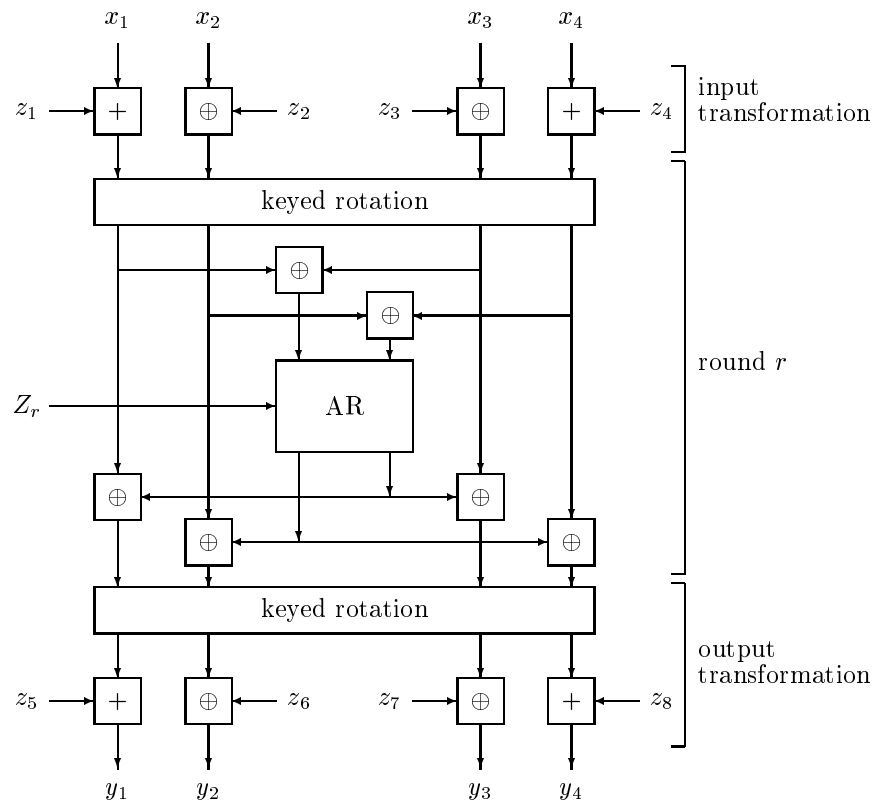 x₁ x₂ x₃ x₄
z₁ + ⊕ z₂ z₃ ⊕ + z₄
input
transformation
keyed rotation
⊕
⊕
round r
Zᵣ AR
⊕ ⊕
⊕ ⊕
keyed rotation
output
transformation
z₅ + ⊕ z₆ z₇ ⊕ + z₈
y₁ y₂ y₃ y₄